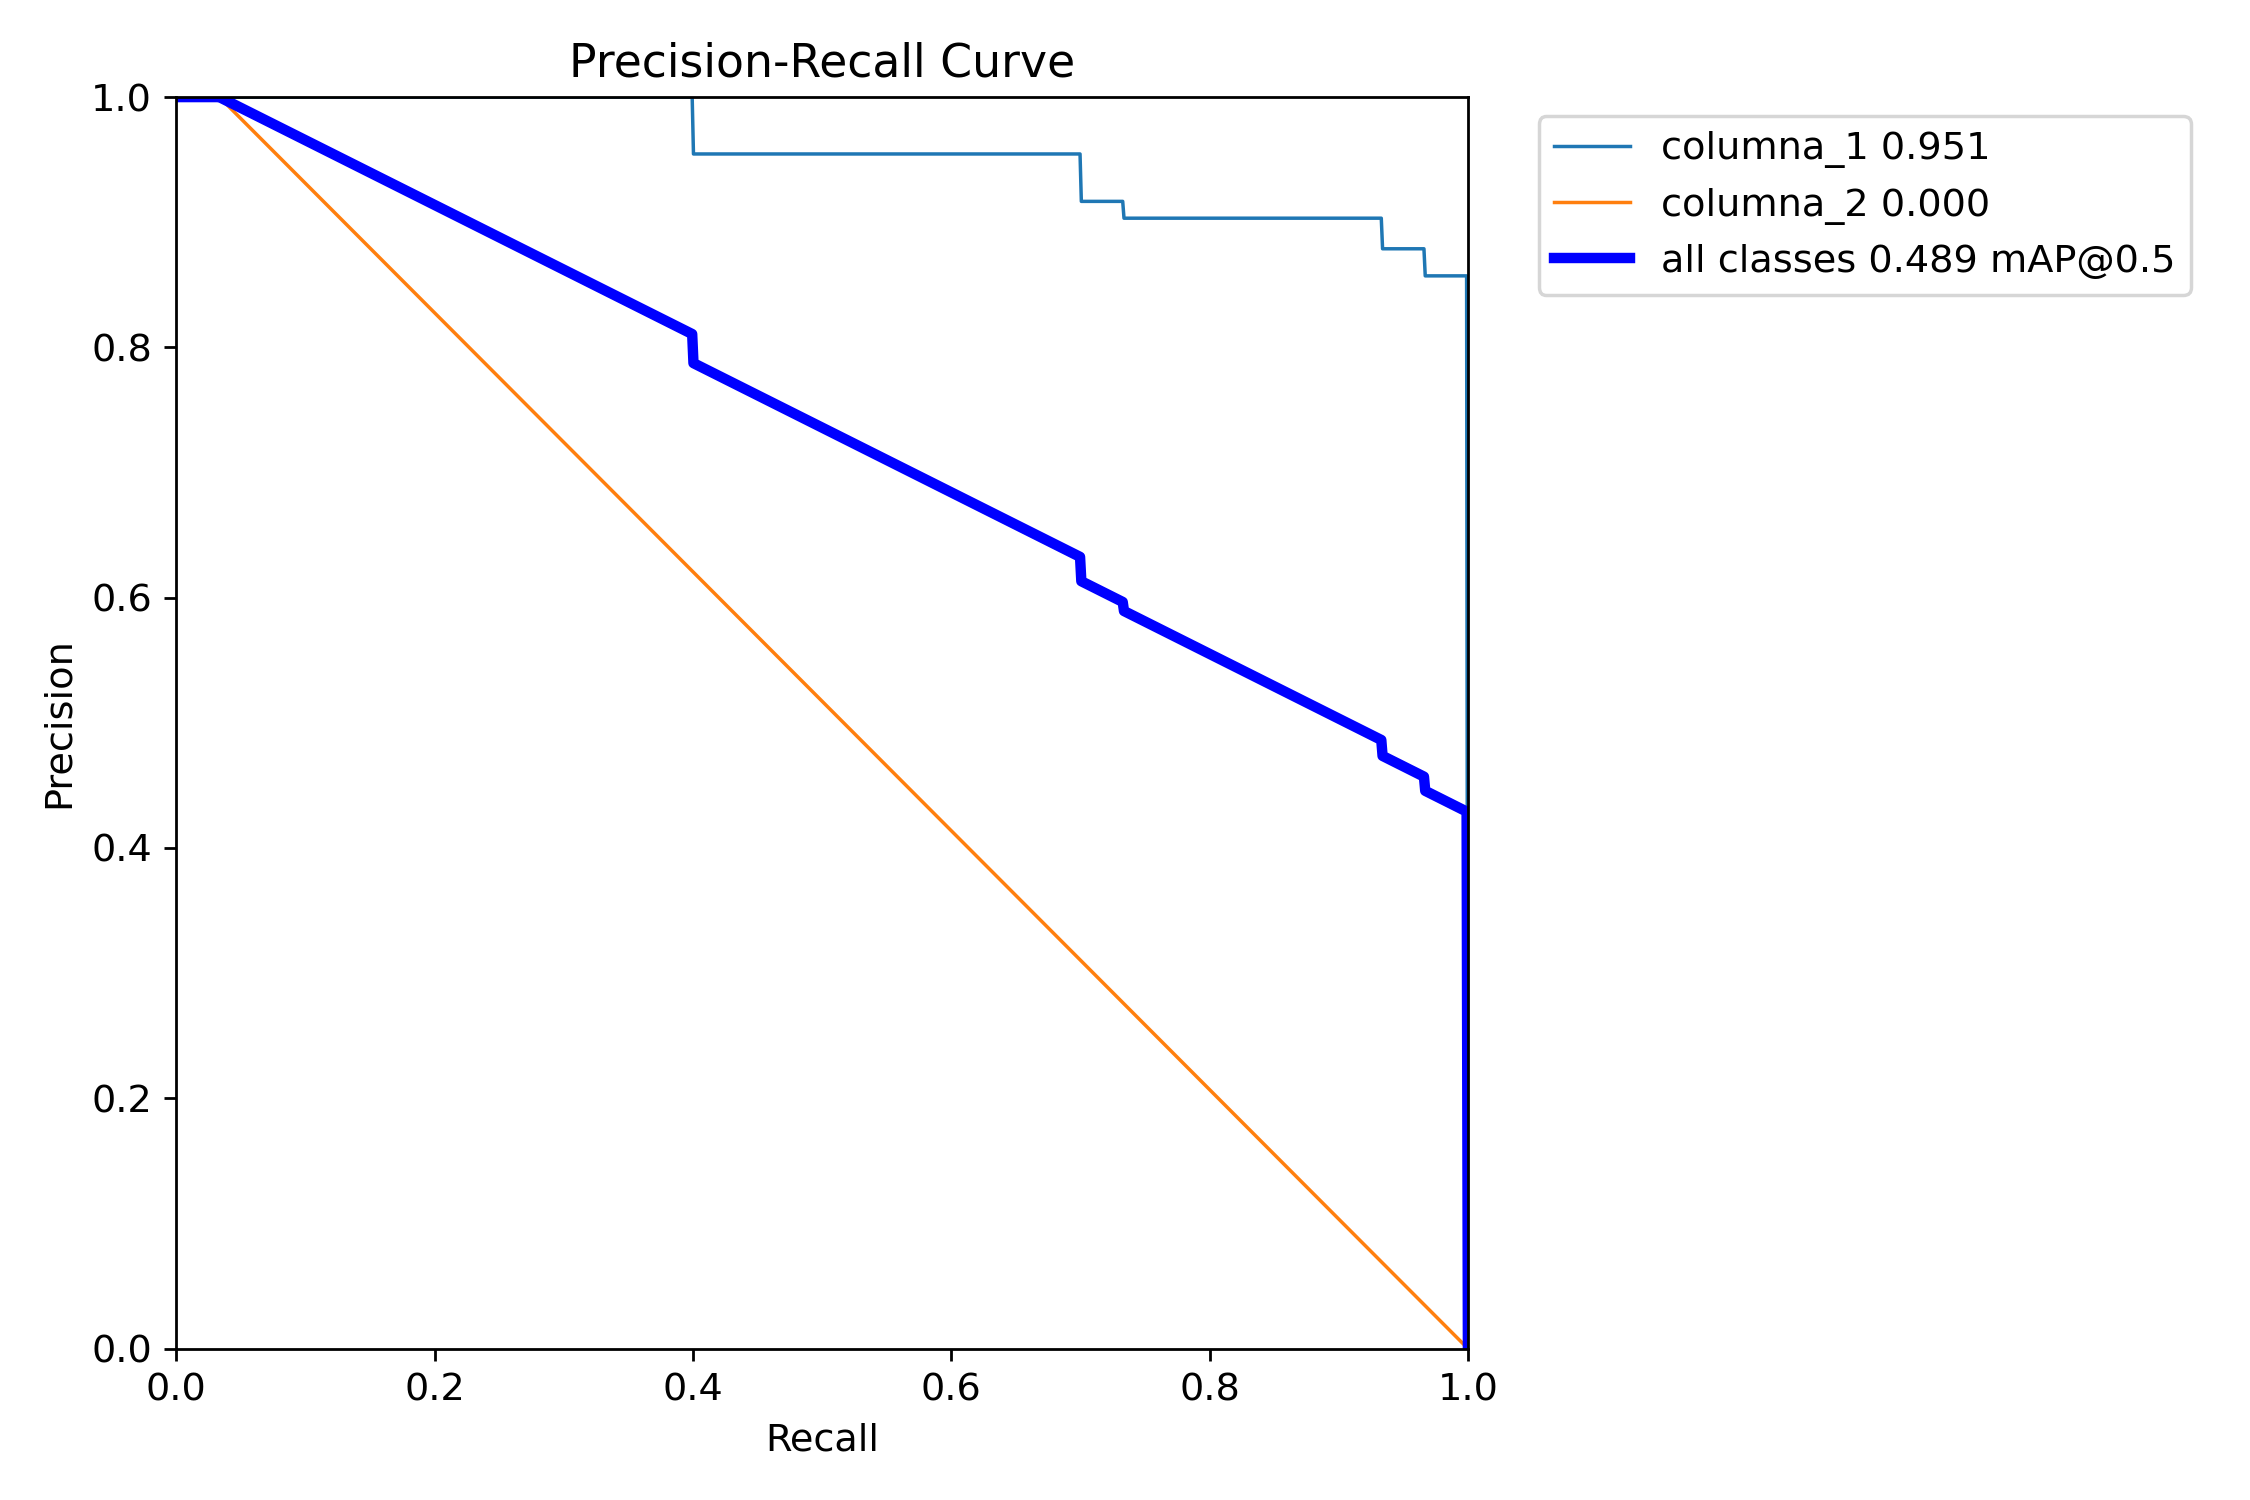 Precision-Recall Curve
columna_1 0.951
columna_2 0.000
all classes 0.489 mAP@0.5
Precision
1.0
0.8
0.6
0.4
0.2
0.0
0.0 0.2 0.4 0.6 0.8 1.0
Recall